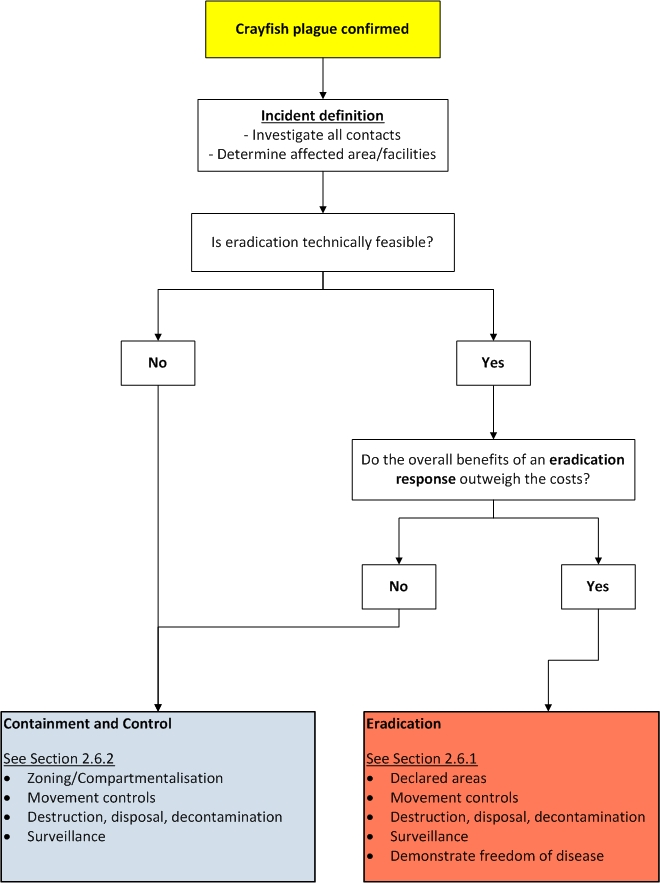 Crayfish plague confirmed
Incident definition
- Investigate all contacts
- Determine affected area/facilities
Is eradication technically feasible?
No
Yes
Do the overall benefits of an eradication
response outweigh the costs?
No
Yes
Containment and Control
See Section 2.6.2
• Zoning/Compartmentalisation
• Movement controls
• Destruction, disposal, decontamination
• Surveillance
Eradication
See Section 2.6.1
• Declared areas
• Movement controls
• Destruction, disposal, decontamination
• Surveillance
• Demonstrate freedom of disease